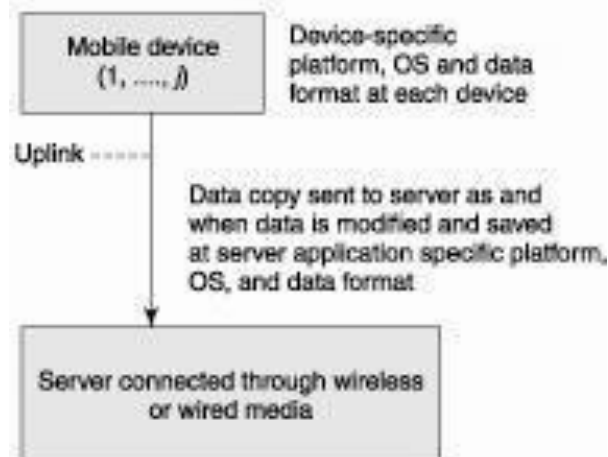 Mobile device
(1, ...., j)
Device-specific
platform, OS and data
format at each device
Uplink
Data copy sent to server as and
when data is modified and saved
at server application specific platform,
OS, and data format
Server connected through wireless
or wired media